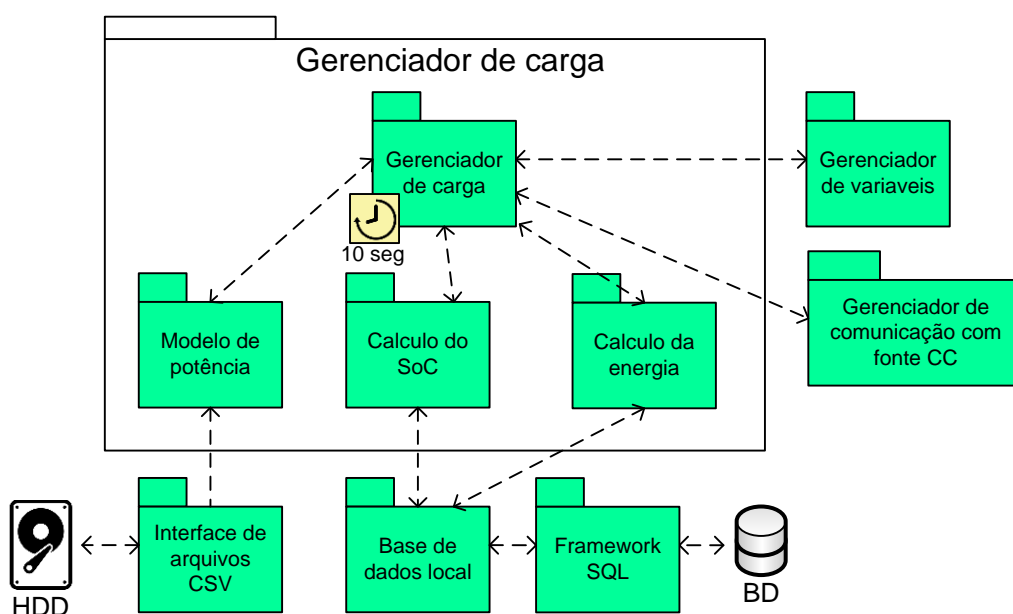 Gerenciador de carga
Gerenciador
de carga
10 seg
Gerenciador
de variaveis
Gerenciador de
comunicação com
fonte CC
Modelo de
potência
Calculo do
SoC
Calculo da
energia
Interface de
arquivos
CSV
Base de
dados local
Framework
SQL
HDD
BD